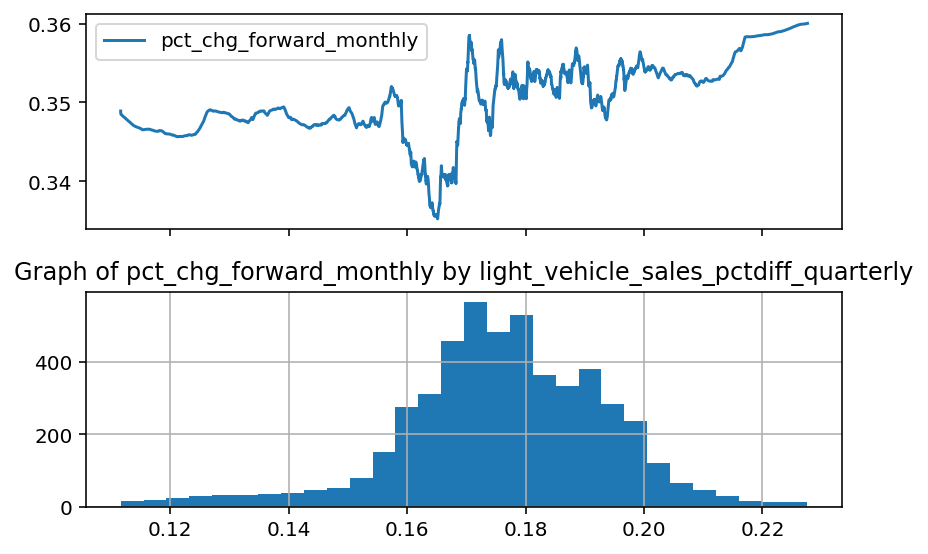 0.36
pct_chg_forward_monthly
0.35
0.34
Graph of pct_chg_forward_monthly by light_vehicle_sales_pctdiff_quarterly
400
200
0
0.12 0.14 0.16 0.18 0.20 0.22